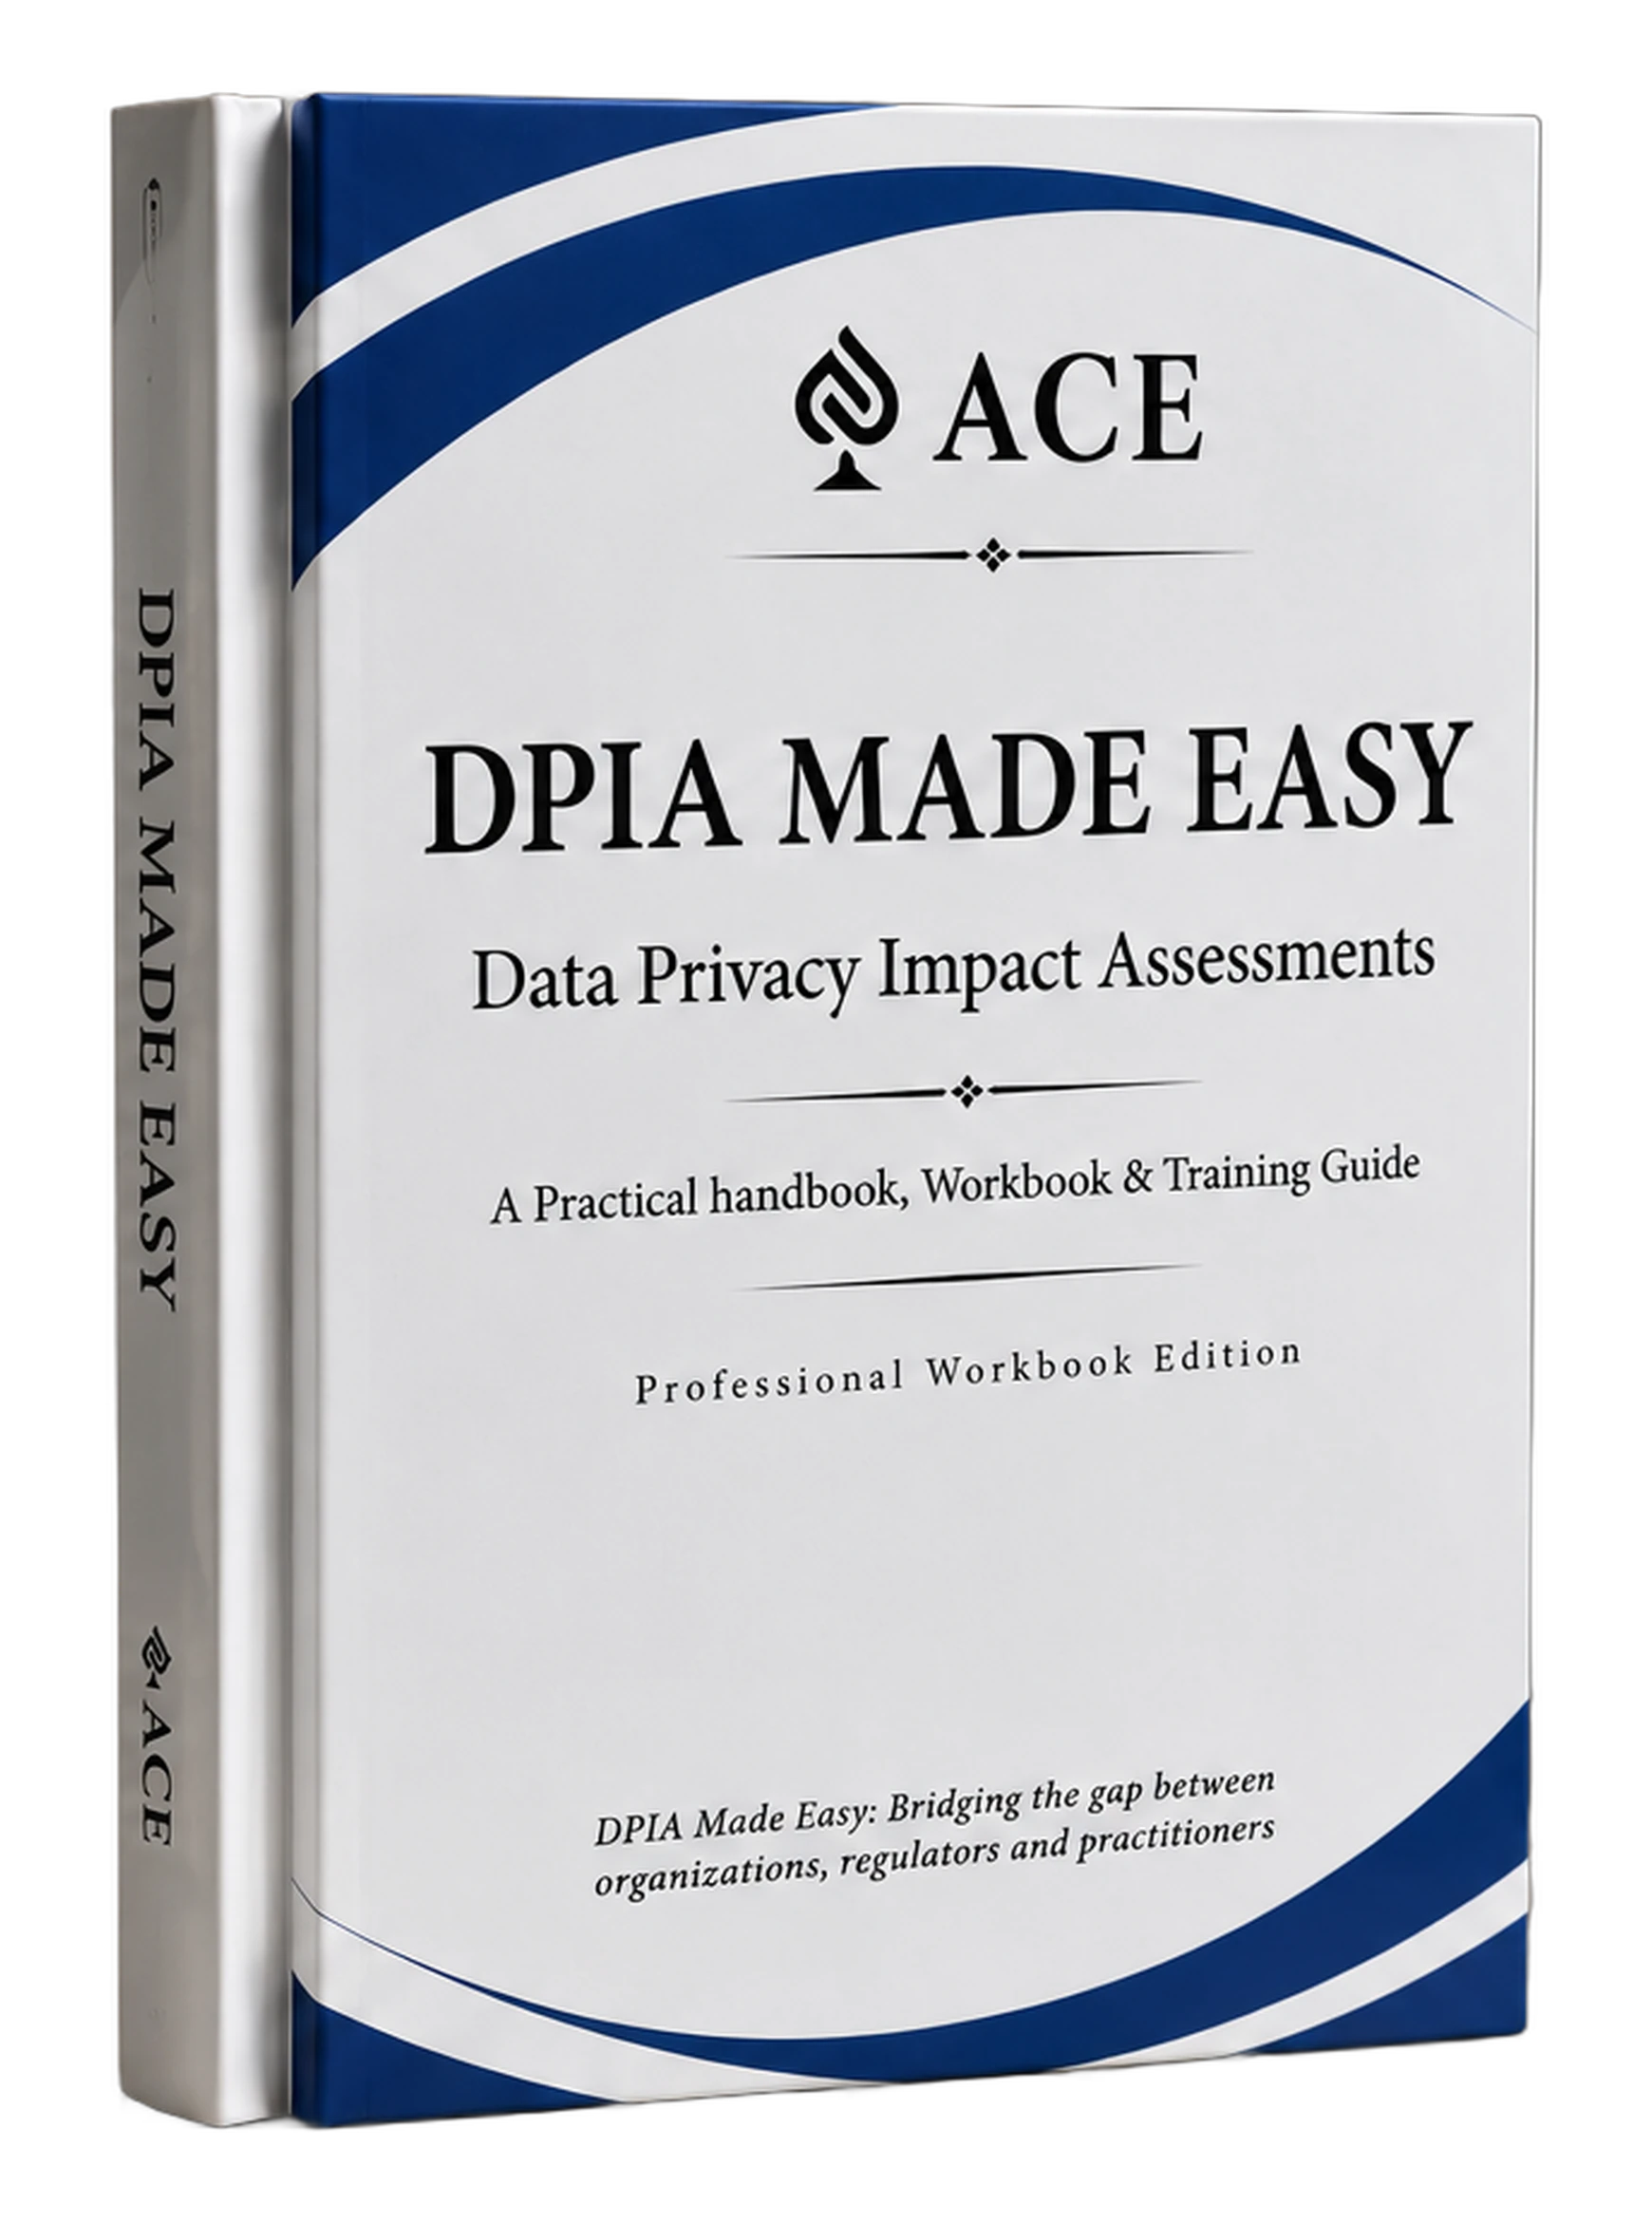 ACE
DPIA MADE EASY
Data Privacy Impact Assessments
A Practical handbook, Workbook & Training Guide
Professional Workbook Edition
DPIA Made Easy: Bridging the gap between
organizations, regulators and practitioners
DPIA MADE EASY
ACE